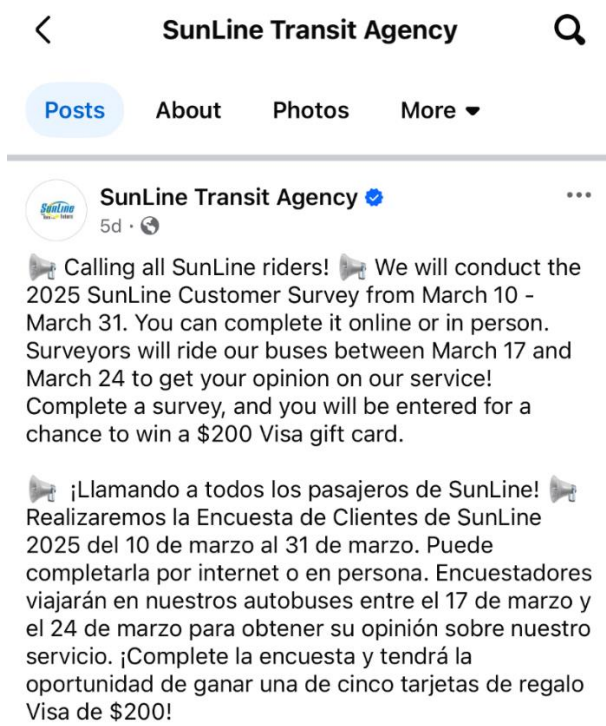 SunLine Transit Agency
Posts About Photos More
SunLine
SunLine Transit Agency
5d ·
📢 Calling all SunLine riders! 📢 We will conduct the
2025 SunLine Customer Survey from March 10 -
March 31. You can complete it online or in person.
Surveyors will ride our buses between March 17 and
March 24 to get your opinion on our service!
Complete a survey, and you will be entered for a
chance to win a $200 Visa gift card.
📢 ¡Llamando a todos los pasajeros de SunLine! 📢
Realizaremos la Encuesta de Clientes de SunLine
2025 del 10 de marzo al 31 de marzo. Puede
completarla por internet o en persona. Encuestadores
viajarán en nuestros autobuses entre el 17 de marzo y
el 24 de marzo para obtener su opinión sobre nuestro
servicio. ¡Complete la encuesta y tendrá la
oportunidad de ganar una de cinco tarjetas de regalo
Visa de $200!